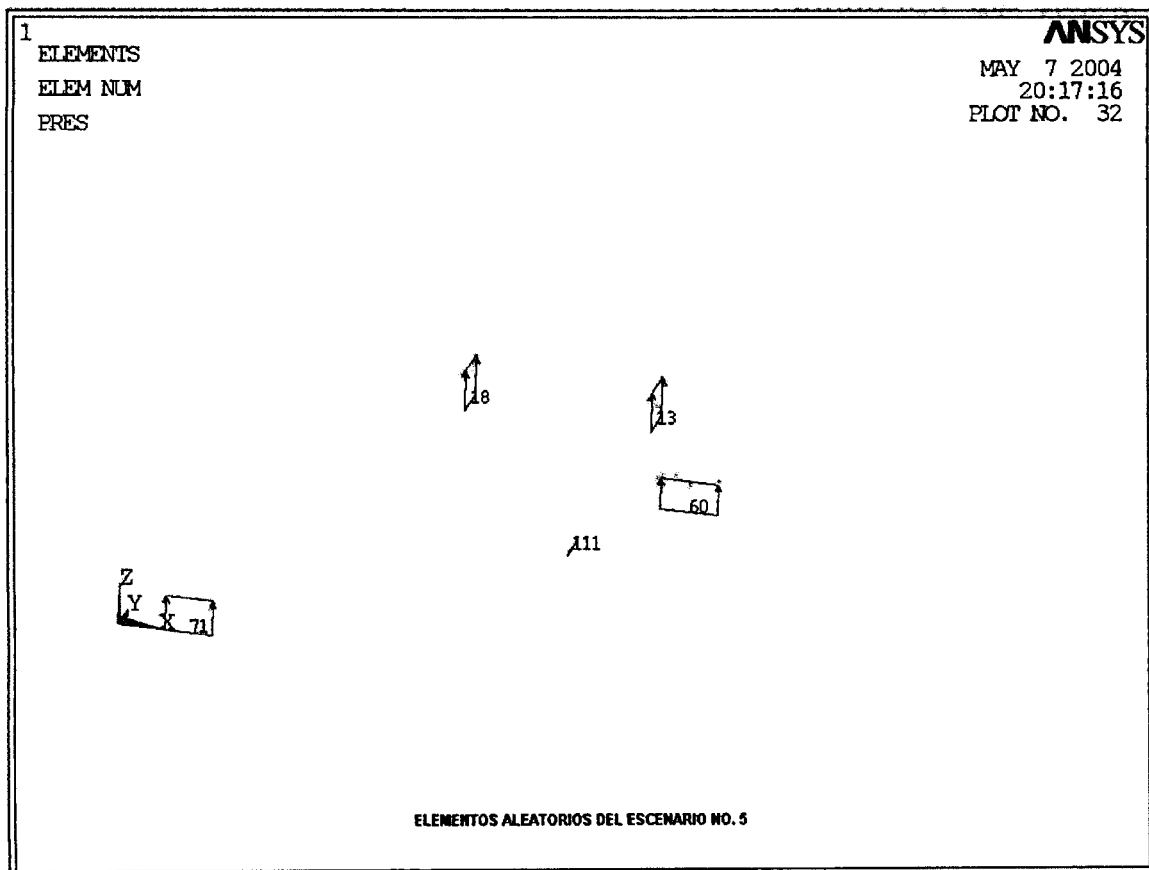 1
ELEMENTS
ELEM NUM
PRES
ANSYS
MAY 7 2004
20:17:16
PLOT NO. 32
18
13
60
111
Z
Y
X
71
ELEMENTOS ALEATORIOS DEL ESCENARIO NO. 5